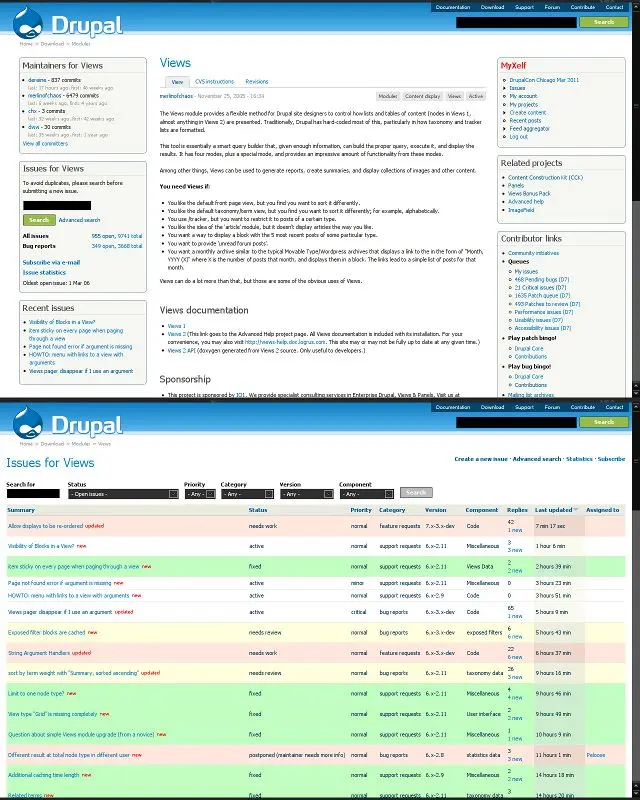 Documentation Download Support Forum Contribute Contact
Drupal
Search
Home » Download » Modules
Maintainers for Views
dereine - 837 commits
merlinofchaos - 6479 commits
chx - 3 commits
dww - 30 commits
View all committers
Issues for Views
To avoid duplicates, please search before
submitting a new issue.
Search Advanced search
All issues 955 open, 9741 total
Bug reports 349 open, 3668 total
Subscribe via e-mail
Issue statistics
Oldest open issue: 1 Mar 06
Recent issues
Visibility of Blocks in a View?
item sticky on every page when paging
through a view
Page not found error if argument is missing
HOWTO: menu with links to a view with
arguments
Views pager disappear if I use an argument
Views
View CVS instructions Revisions
merlinofchaos - November 25, 2005 - 16:34
Modules Content display Views Active
The Views module provides a flexible method for Drupal site designers to control how lists and tables of content (nodes in Views 1,
almost anything in Views 2) are presented. Traditionally, Drupal has hard-coded most of this, particularly in how taxonomy and tracker
lists are formatted.
This tool is essentially a smart query builder that, given enough information, can build the proper query, execute it, and display the
results. It has four modes, plus a special mode, and provides an impressive amount of functionality from these modes.
Among other things, Views can be used to generate reports, create summaries, and display collections of images and other content.
You need Views if:
You like the default front page view, but you find you want to sort it differently.
You like the default taxonomy/term view, but you find you want to sort it differently; for example, alphabetically.
You use /tracker, but you want to restrict it to posts of a certain type.
You like the idea of the 'article' module, but it doesn't display articles the way you like.
You want a way to display a block with the 5 most recent posts of some particular type.
You want to provide 'unread forum posts'.
You want a monthly archive similar to the typical Movable Type/Wordpress archives that displays a link to the in the form of "Month,
YYYY (X)" where X is the number of posts that month, and displays them in a block. The links lead to a simple list of posts for that
month.
Views can do a lot more than that, but those are some of the obvious uses of Views.
Views documentation
Views 1
Views 2 (This link goes to the Advanced Help project page. All Views documentation is included with its installation. For your
convenience, you may also visit http://views-help.doc.logrus.com. This site may or may not be fully up to date at any given time.)
Views 2 API (doxygen generated from Views 2 source. Only useful to developers.)
Sponsorship
This project is sponsored by IO1. We provide specialist consulting services in Enterprise Drupal, Views & Panels. Visit us at
MyXelf
DrupalCon Chicago Mar 2011
Issues
My account
My projects
Create content
Recent posts
Feed aggregator
Log out
Related projects
Content Construction Kit (CCK)
Panels
Views Bonus Pack
Advanced help
ImageField
Contributor links
Community initiatives
Queues
My issues
468 Pending bugs (D7)
21 Critical issues (D7)
1635 Patch queue (D7)
493 Patches to review (D7)
Performance issues (D7)
Usability issues (D7)
Accessibility issues (D7)
Play patch bingo!
Drupal Core
Contributions
Play bug bingo!
Drupal Core
Contributions
Mailing list archives
Documentation Download Support Forum Contribute Contact
Drupal
Search
Home » Download » Modules » Views
Issues for Views
Create a new issue · Advanced search · Statistics · Subscribe
Search for Status Priority Category Version Component
- Open issues - - Any - - Any - - Any - - Any - Search
Summary Status Priority Category Version Component Replies Last updated Assigned to
Allow displays to be re-ordered updated needs work normal feature requests 7.x-3.x-dev Code 42 1 new 7 min 17 sec
Visibility of Blocks in a View? new active normal support requests 6.x-2.11 Miscellaneous 3 3 new 1 hour 6 min
item sticky on every page when paging through a view new fixed normal support requests 6.x-2.11 Views Data 2 2 new 2 hours 39 min
Page not found error if argument is missing new active minor support requests 6.x-2.11 Miscellaneous 0 3 hours 23 min
HOWTO: menu with links to a view with arguments new active normal support requests 6.x-2.9 Miscellaneous 0 3 hours 51 min
Views pager disappear if I use an argument updated active critical bug reports 6.x-3.x-dev Code 65 1 new 5 hours 9 min
Exposed filter blocks are cached new needs review normal bug reports 6.x-3.x-dev exposed filters 6 6 new 5 hours 43 min
String Argument Handlers updated needs work normal feature requests 6.x-3.x-dev Code 22 6 new 6 hours 37 min
sort by term weight with "Summary, sorted ascending" updated needs review normal bug reports 6.x-2.11 taxonomy data 26 3 new 9 hours 16 min
Limit to one node type? new fixed normal support requests 6.x-2.11 Miscellaneous 4 4 new 9 hours 46 min
View type "Grid" is missing completely new fixed normal support requests 6.x-2.11 User interface 2 2 new 9 hours 49 min
Question about simple Views module upgrade (from a novice) new fixed normal support requests 6.x-2.11 Miscellaneous 1 1 new 10 hours 9 min
Different result at total node type in different user new postponed (maintainer needs more info) normal bug reports 6.x-2.8 statistics data 3 3 new 11 hours 1 min Peloose
Additional caching time length new fixed normal support requests 6.x-2.9 Miscellaneous 2 2 new 14 hours 18 min
Related terms new fixed normal support requests 6.x-2.11 taxonomy data 3 3 new 14 hours 20 min